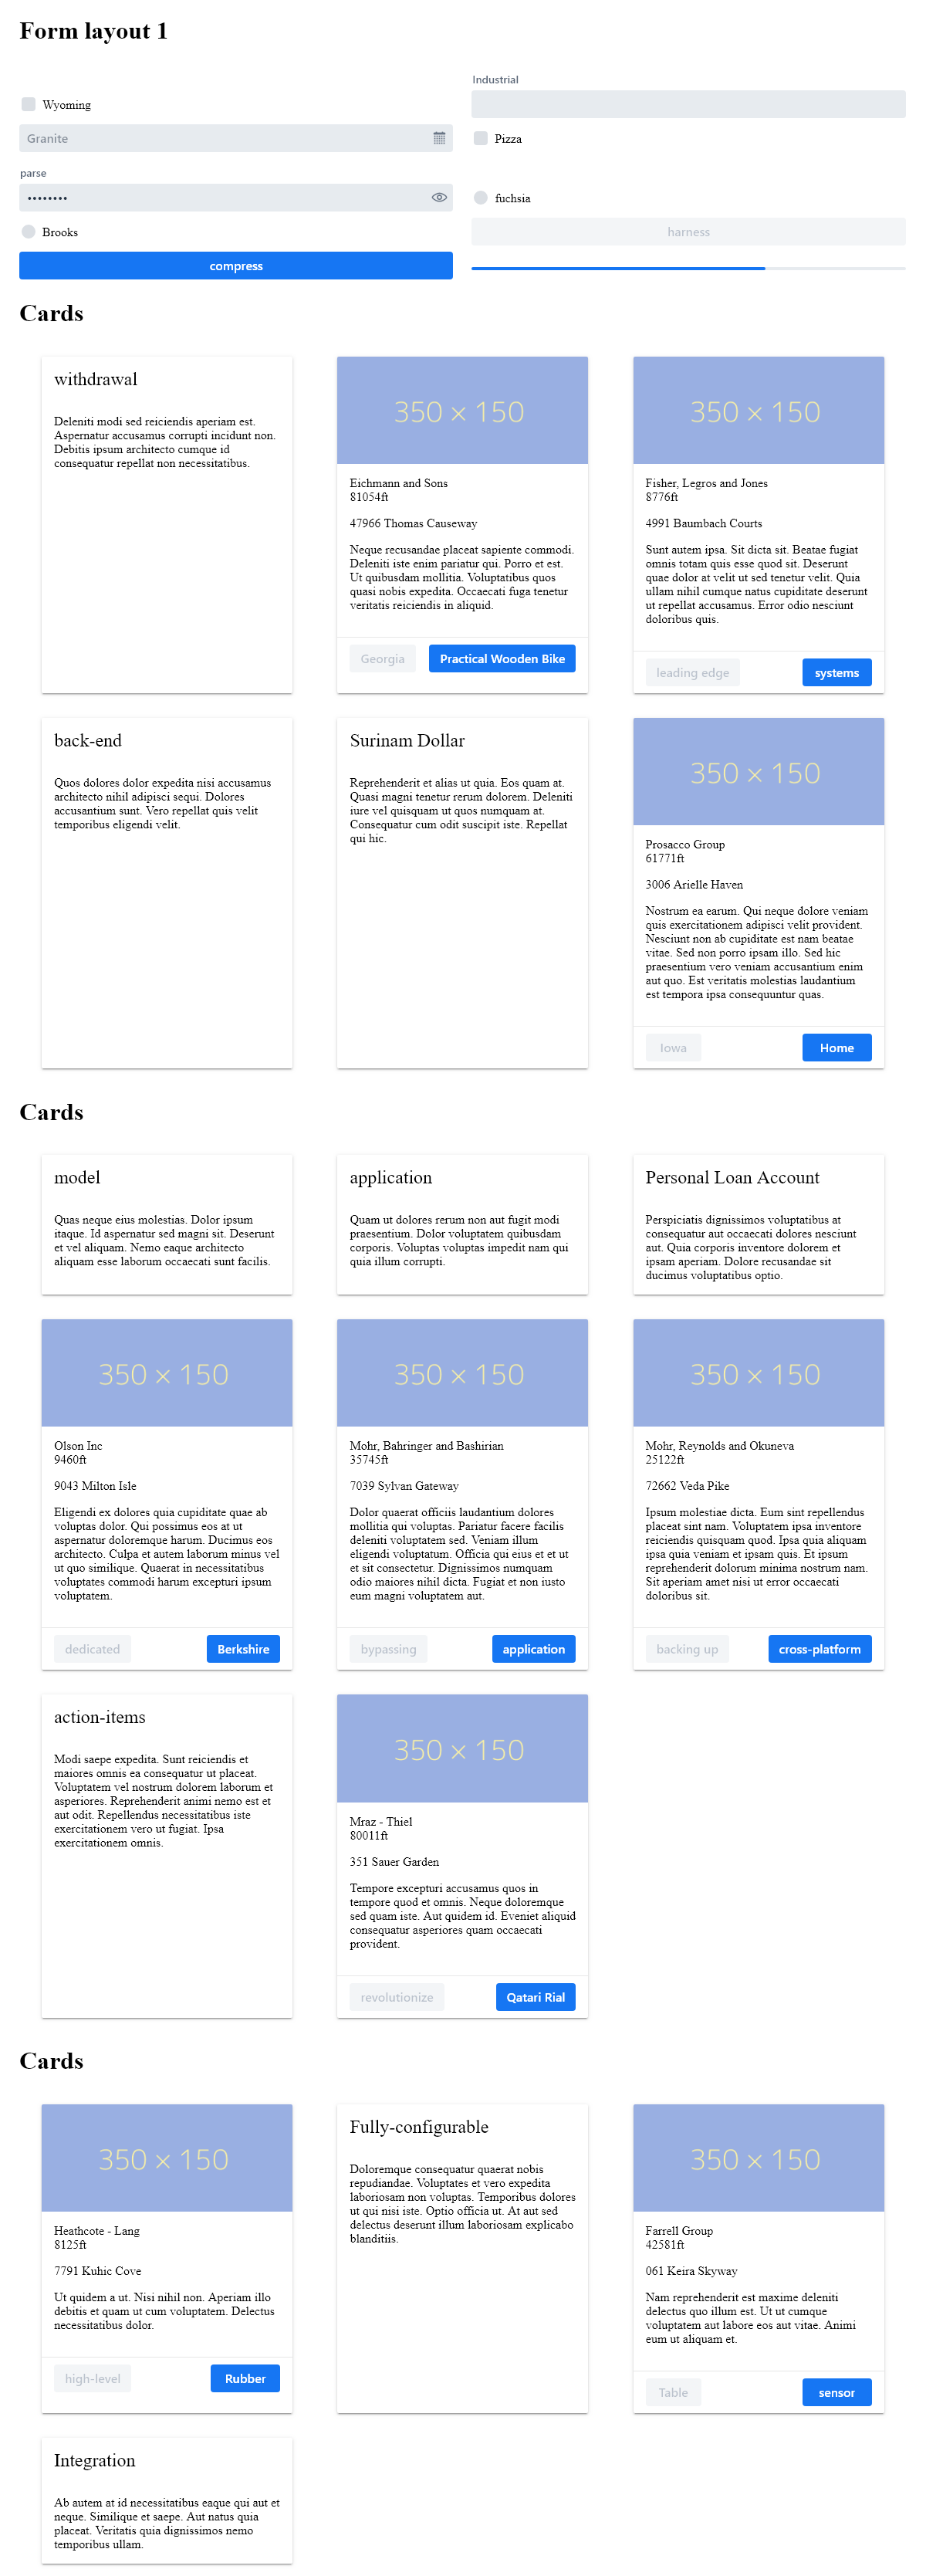 Form layout 1
Wyoming
Industrial
Granite
Pizza
parse
••••••••
fuchsia
Brooks
harness
compress
Cards
withdrawal
Deleniti modi sed reiciendis aperiam est.
Aspernatur accusamus corrupti incidunt non.
Debitis ipsum architecto cumque id
consequatur repellat non necessitatibus.
350 × 150
Eichmann and Sons
81054ft
47966 Thomas Causeway
Neque recusandae placeat sapiente commodi.
Deleniti iste enim pariatur qui. Porro et est.
Ut quibusdam mollitia. Voluptatibus quos
quasi nobis expedita. Occaecati fuga tenetur
veritatis reiciendis in aliquid.
Georgia
Practical Wooden Bike
350 × 150
Fisher, Legros and Jones
8776ft
4991 Baumbach Courts
Sunt autem ipsa. Sit dicta sit. Beatae fugiat
omnis totam quis esse quod sit. Deserunt
quae dolor at velit ut sed tenetur velit. Quia
ullam nihil cumque natus cupiditate deserunt
ut repellat accusamus. Error odio nesciunt
doloribus quis.
leading edge
systems
back-end
Quos dolores dolor expedita nisi accusamus
architecto nihil adipisci sequi. Dolores
accusantium sunt. Vero repellat quis velit
temporibus eligendi velit.
Surinam Dollar
Reprehenderit et alias ut quia. Eos quam at.
Quasi magni tenetur rerum dolorem. Deleniti
iure vel quisquam ut quos numquam at.
Consequatur cum odit suscipit iste. Repellat
qui hic.
350 × 150
Prosacco Group
61771ft
3006 Arielle Haven
Nostrum ea earum. Qui neque dolore veniam
quis exercitationem adipisci velit provident.
Nesciunt non ab cupiditate est nam beatae
vitae. Sed non porro ipsam illo. Sed hic
praesentium vero veniam accusantium enim
aut quo. Est veritatis molestias laudantium
est tempora ipsa consequuntur quas.
Iowa
Home
Cards
model
Quas neque eius molestias. Dolor ipsum
itaque. Id aspernatur sed magni sit. Deserunt
et vel aliquam. Nemo eaque architecto
aliquam esse laborum occaecati sunt facilis.
application
Quam ut dolores rerum non aut fugit modi
praesentium. Dolor voluptatem quibusdam
corporis. Voluptas voluptas impedit nam qui
quia illum corrupti.
Personal Loan Account
Perspiciatis dignissimos voluptatibus at
consequatur aut occaecati dolores nesciunt
aut. Quia corporis inventore dolorem et
ipsam aperiam. Dolore recusandae sit
ducimus voluptatibus optio.
350 × 150
Olson Inc
9460ft
9043 Milton Isle
Eligendi ex dolores quia cupiditate quae ab
voluptas dolor. Qui possimus eos at ut
aspernatur doloremque harum. Ducimus eos
architecto. Culpa et autem laborum minus vel
ut quo similique. Quaerat in necessitatibus
voluptates commodi harum excepturi ipsum
voluptatem.
dedicated
Berkshire
350 × 150
Mohr, Bahringer and Bashirian
35745ft
7039 Sylvan Gateway
Dolor quaerat officiis laudantium dolores
mollitia qui voluptas. Pariatur facere facilis
deleniti voluptatem sed. Veniam illum
eligendi voluptatum. Officia qui eius et et ut
et sit consectetur. Dignissimos numquam
odio maiores nihil dicta. Fugiat et non iusto
eum magni voluptatem aut.
bypassing
application
350 × 150
Mohr, Reynolds and Okuneva
25122ft
72662 Veda Pike
Ipsum molestiae dicta. Eum sint repellendus
placeat sint nam. Voluptatem ipsa inventore
reiciendis quisquam quod. Ipsa quia aliquam
ipsa quia veniam et ipsam quis. Et ipsum
reprehenderit dolorum minima nostrum nam.
Sit aperiam amet nisi ut error occaecati
doloribus sit.
backing up
cross-platform
action-items
Modi saepe expedita. Sunt reiciendis et
maiores omnis ea consequatur ut placeat.
Voluptatem vel nostrum dolorem laborum et
asperiores. Reprehenderit animi nemo est et
aut odit. Repellendus necessitatibus iste
exercitationem vero ut fugiat. Ipsa
exercitationem omnis.
350 × 150
Mraz - Thiel
80011ft
351 Sauer Garden
Tempore excepturi accusamus quos in
tempore quod et omnis. Neque doloremque
sed quam iste. Aut quidem id. Eveniet aliquid
consequatur asperiores quam occaecati
provident.
revolutionize
Qatari Rial
Cards
350 × 150
Heathcote - Lang
8125ft
7791 Kuhic Cove
Ut quidem a ut. Nisi nihil non. Aperiam illo
debitis et quam ut cum voluptatem. Delectus
necessitatibus dolor.
high-level
Rubber
Fully-configurable
Doloremque consequatur quaerat nobis
repudiandae. Voluptates et vero expedita
laboriosam non voluptas. Temporibus dolores
ut qui nisi iste. Optio officia ut. At aut sed
delectus deserunt illum laboriosam explicabo
blanditiis.
350 × 150
Farrell Group
42581ft
061 Keira Skyway
Nam reprehenderit est maxime deleniti
delectus quo illum est. Ut ut cumque
voluptatem aut labore eos aut vitae. Animi
eum ut aliquam et.
Table
sensor
Integration
Ab autem at id necessitatibus eaque qui aut et
neque. Similique et saepe. Aut natus quia
placeat. Veritatis quia dignissimos nemo
temporibus ullam.